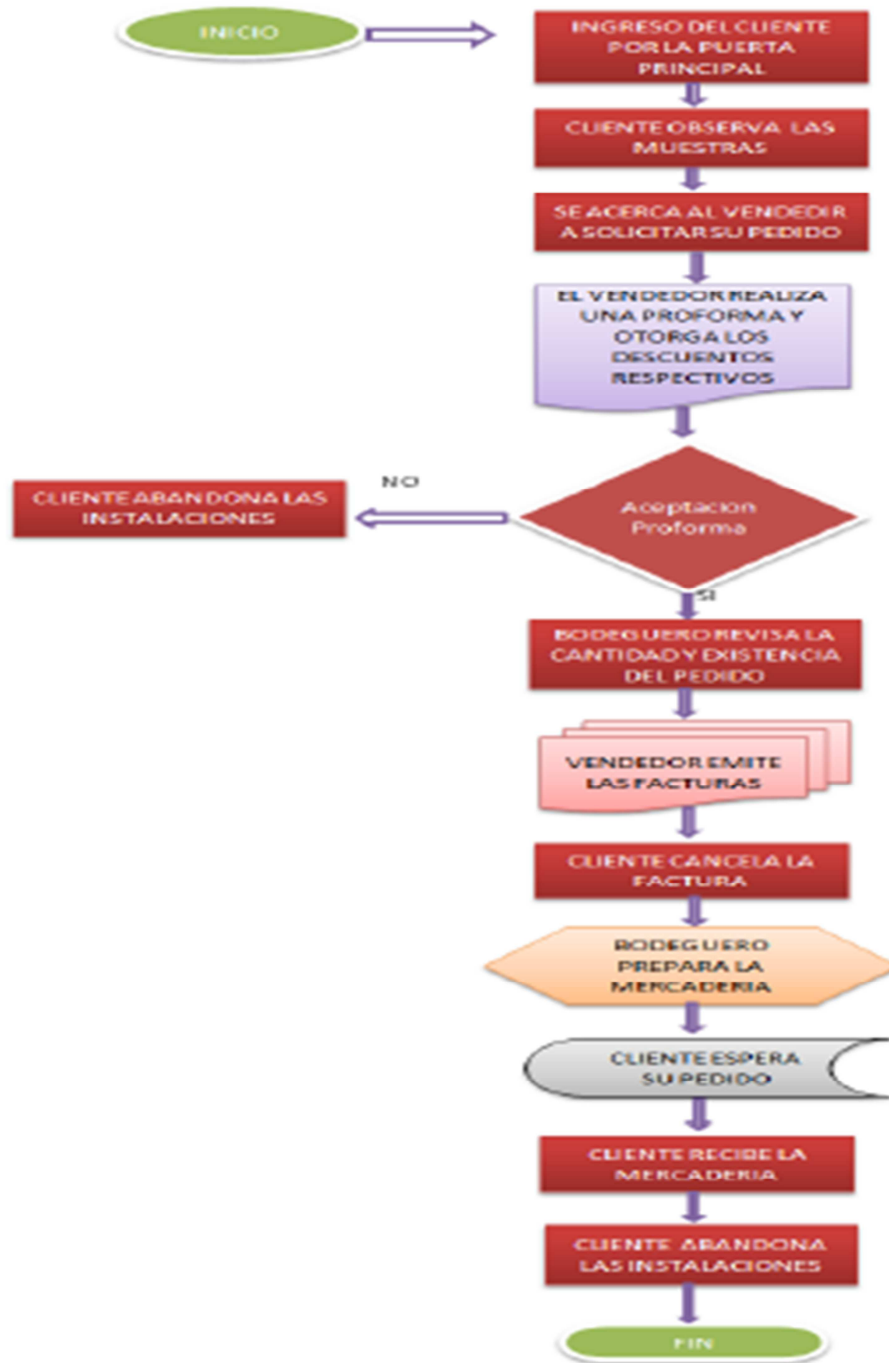 INICIO
INGRESO DEL CLIENTE
POR LA PUERTA
PRINCIPAL
CLIENTE OBSERVA LAS
MUESTRAS
SE ACERCA AL VENDEDIR
A SOLICITAR SU PEDIDO
EL VENDEDOR REALIZA
UNA PROFORMA Y
OTORGA LOS
DESCUENTOS
RESPECTIVOS
Aceptacion
Proforma
NO
CLIENTE ABANDONA LAS
INSTALACIONES
SI
BODEGUERO REVISA LA
CANTIDAD Y EXISTENCIA
DEL PEDIDO
VENDEDOR EMITE
LAS FACTURAS
CLIENTE CANCELA LA
FACTURA
BODEGUERO
PREPARA LA
MERCADERIA
CLIENTE ESPERA
SU PEDIDO
CLIENTE RECIBE LA
MERCADERIA
CLIENTE ABANDONA
LAS INSTALACIONES
FIN